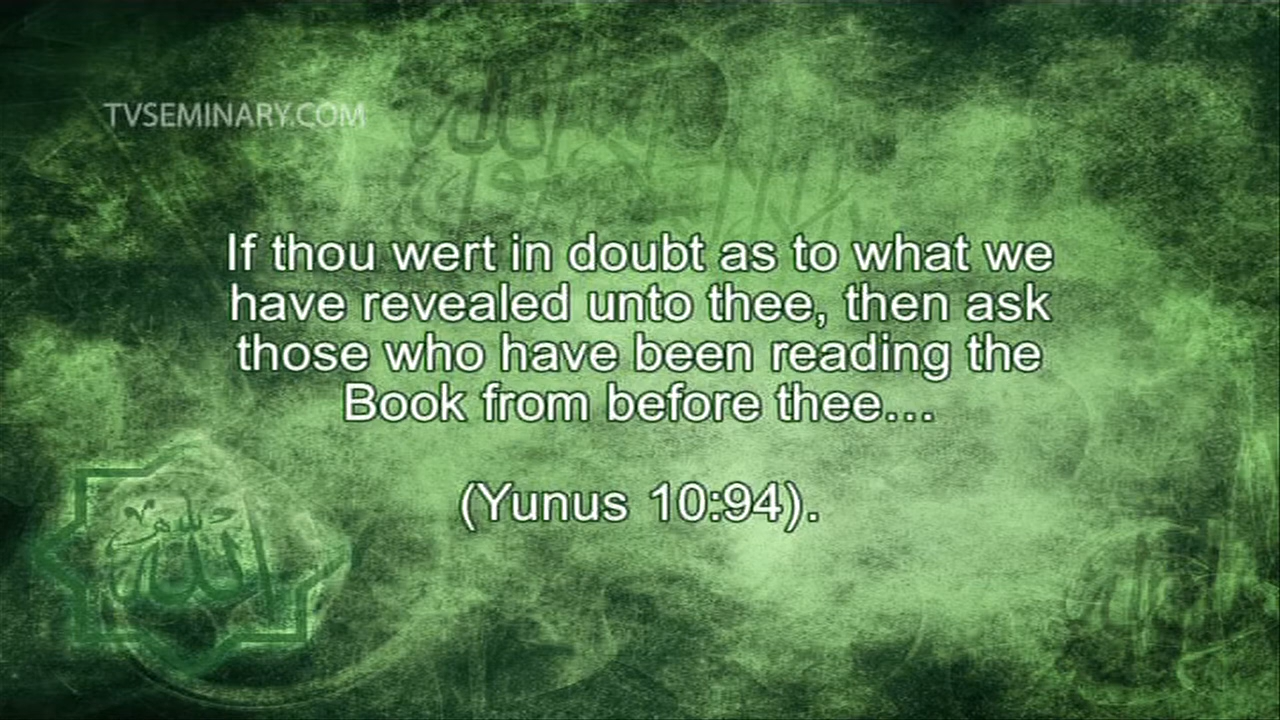 TVSEMINARY.COM
If thou wert in doubt as to what we
have revealed unto thee, then ask
those who have been reading the
Book from before thee...
(Yunus 10:94).
الله